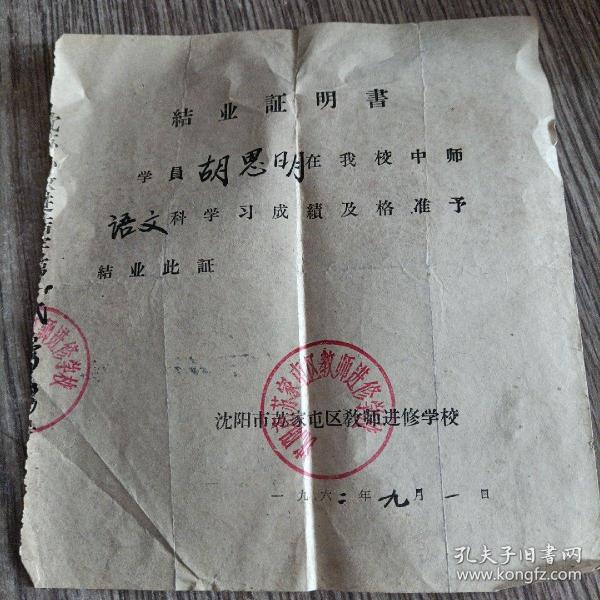 結业証明書
学員胡思明在我校中师
语文科学习成績及格准予
結业此証
沈阳市苏家屯区教师进修学校
一九六二年九月一日
孔夫子旧书网
www.kongfz.com